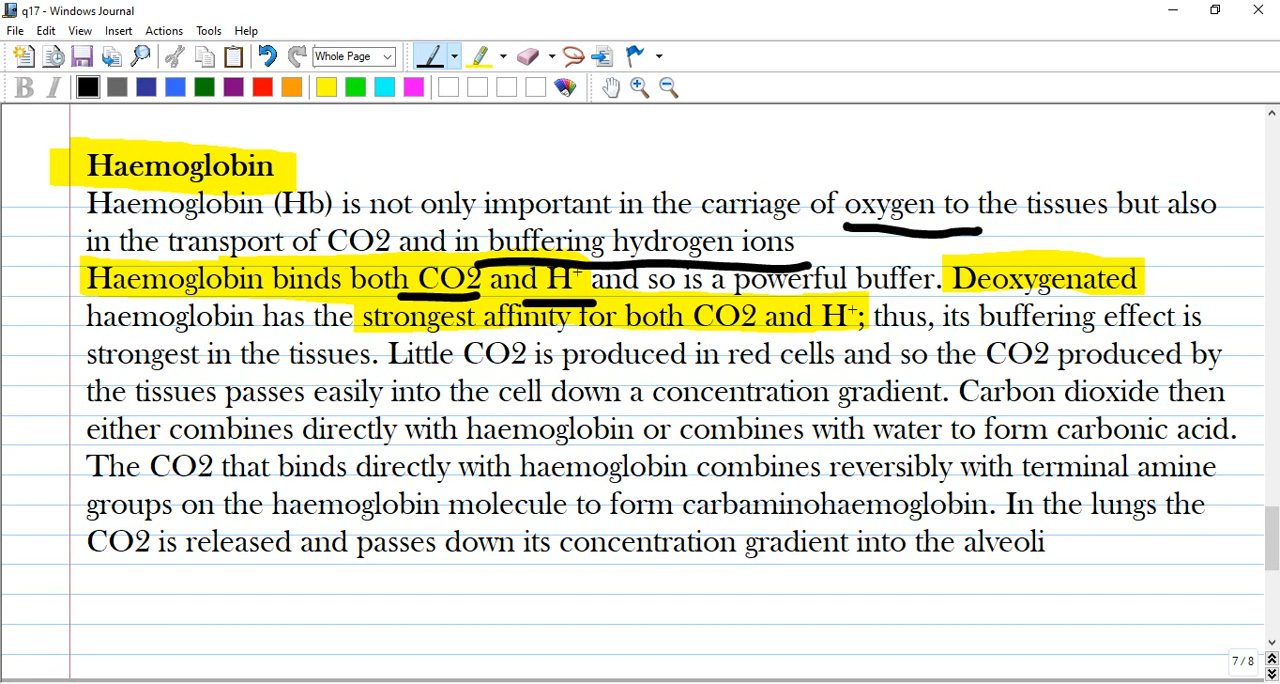 q17 - Windows Journal
File Edit View Insert Actions Tools Help
Whole Page
B I
Haemoglobin
Haemoglobin (Hb) is not only important in the carriage of oxygen to the tissues but also
in the transport of CO2 and in buffering hydrogen ions
Haemoglobin binds both CO2 and H⁺ and so is a powerful buffer. Deoxygenated
haemoglobin has the strongest affinity for both CO2 and H⁺; thus, its buffering effect is
strongest in the tissues. Little CO2 is produced in red cells and so the CO2 produced by
the tissues passes easily into the cell down a concentration gradient. Carbon dioxide then
either combines directly with haemoglobin or combines with water to form carbonic acid.
The CO2 that binds directly with haemoglobin combines reversibly with terminal amine
groups on the haemoglobin molecule to form carbaminohaemoglobin. In the lungs the
CO2 is released and passes down its concentration gradient into the alveoli
7 / 8